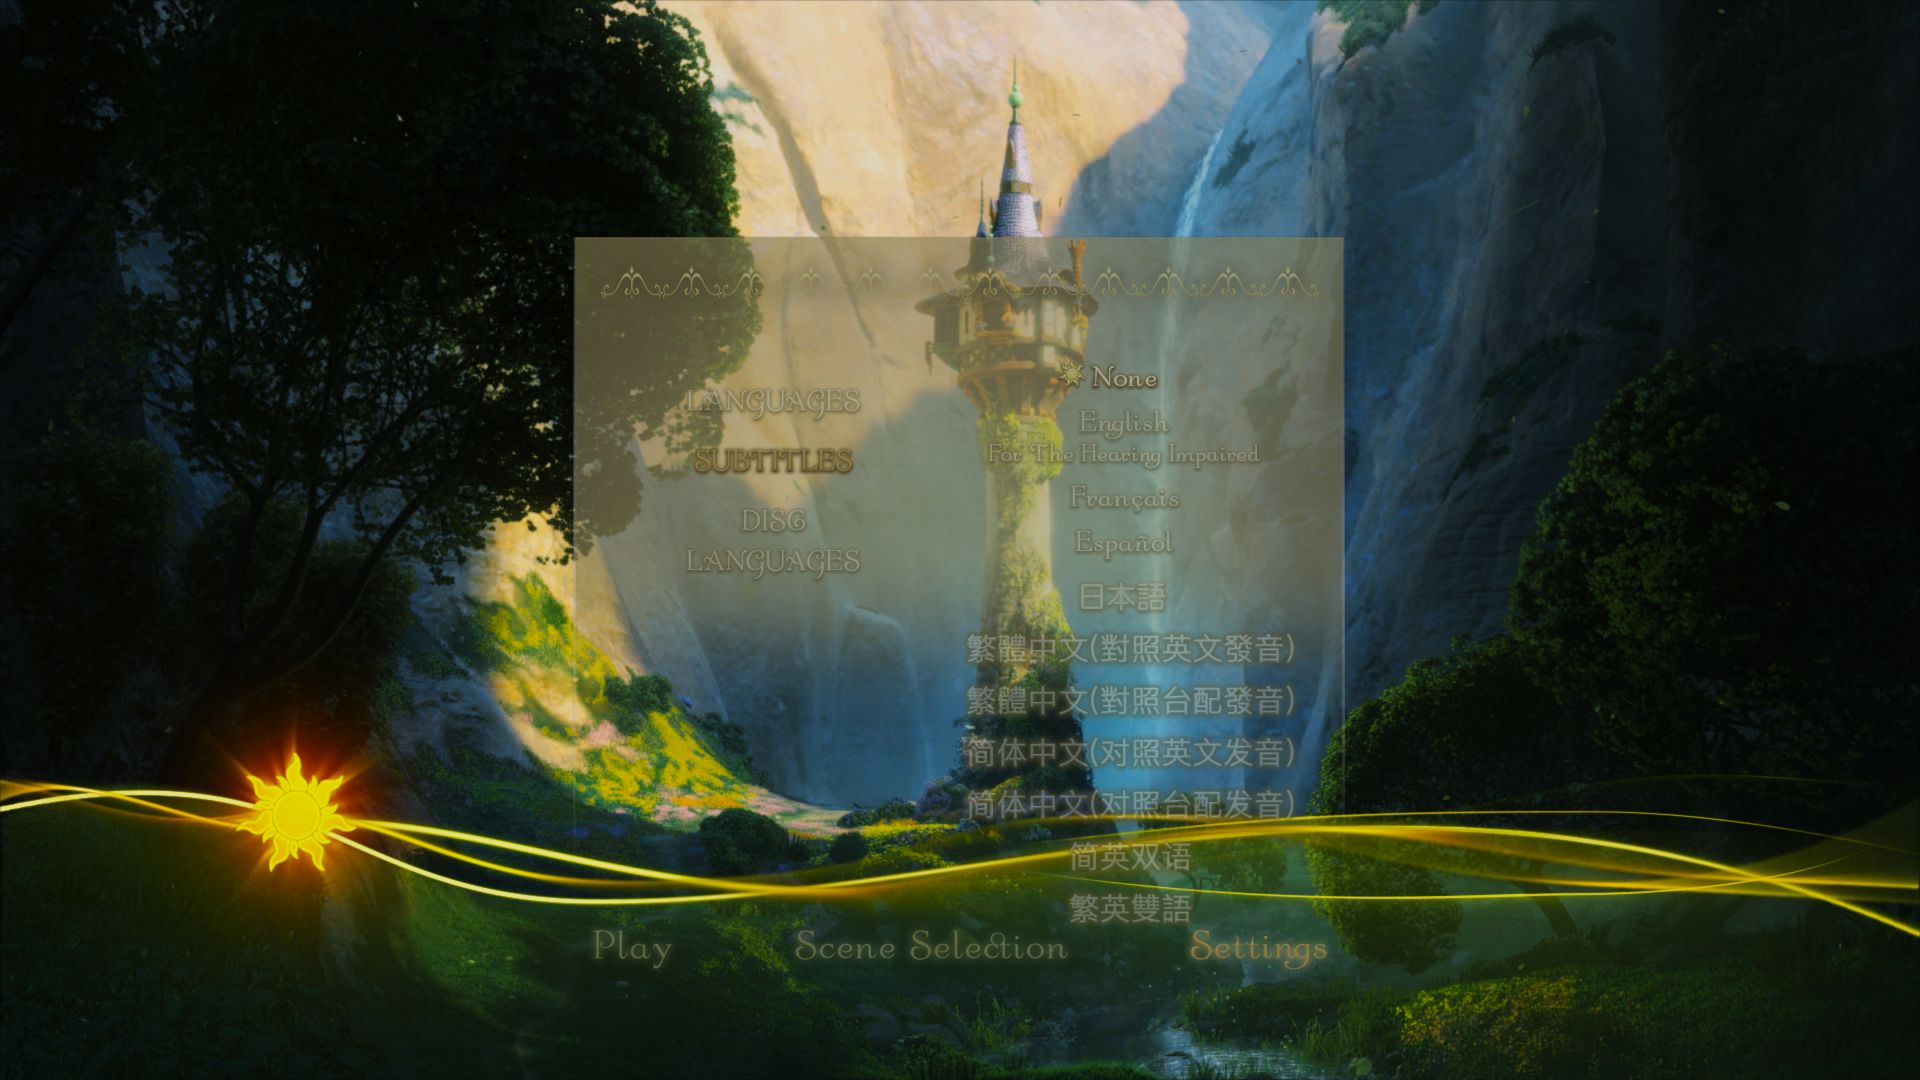 LANGUAGES
SUBTITLES
DISC
LANGUAGES
None
English
For The Hearing Impaired
Français
Español
日本語
繁體中文(對照英文發音)
繁體中文(對照台配發音)
简体中文(对照英文发音)
简体中文(对照台配发音)
简英双语
繁英雙語
Play
Scene Selection
Settings